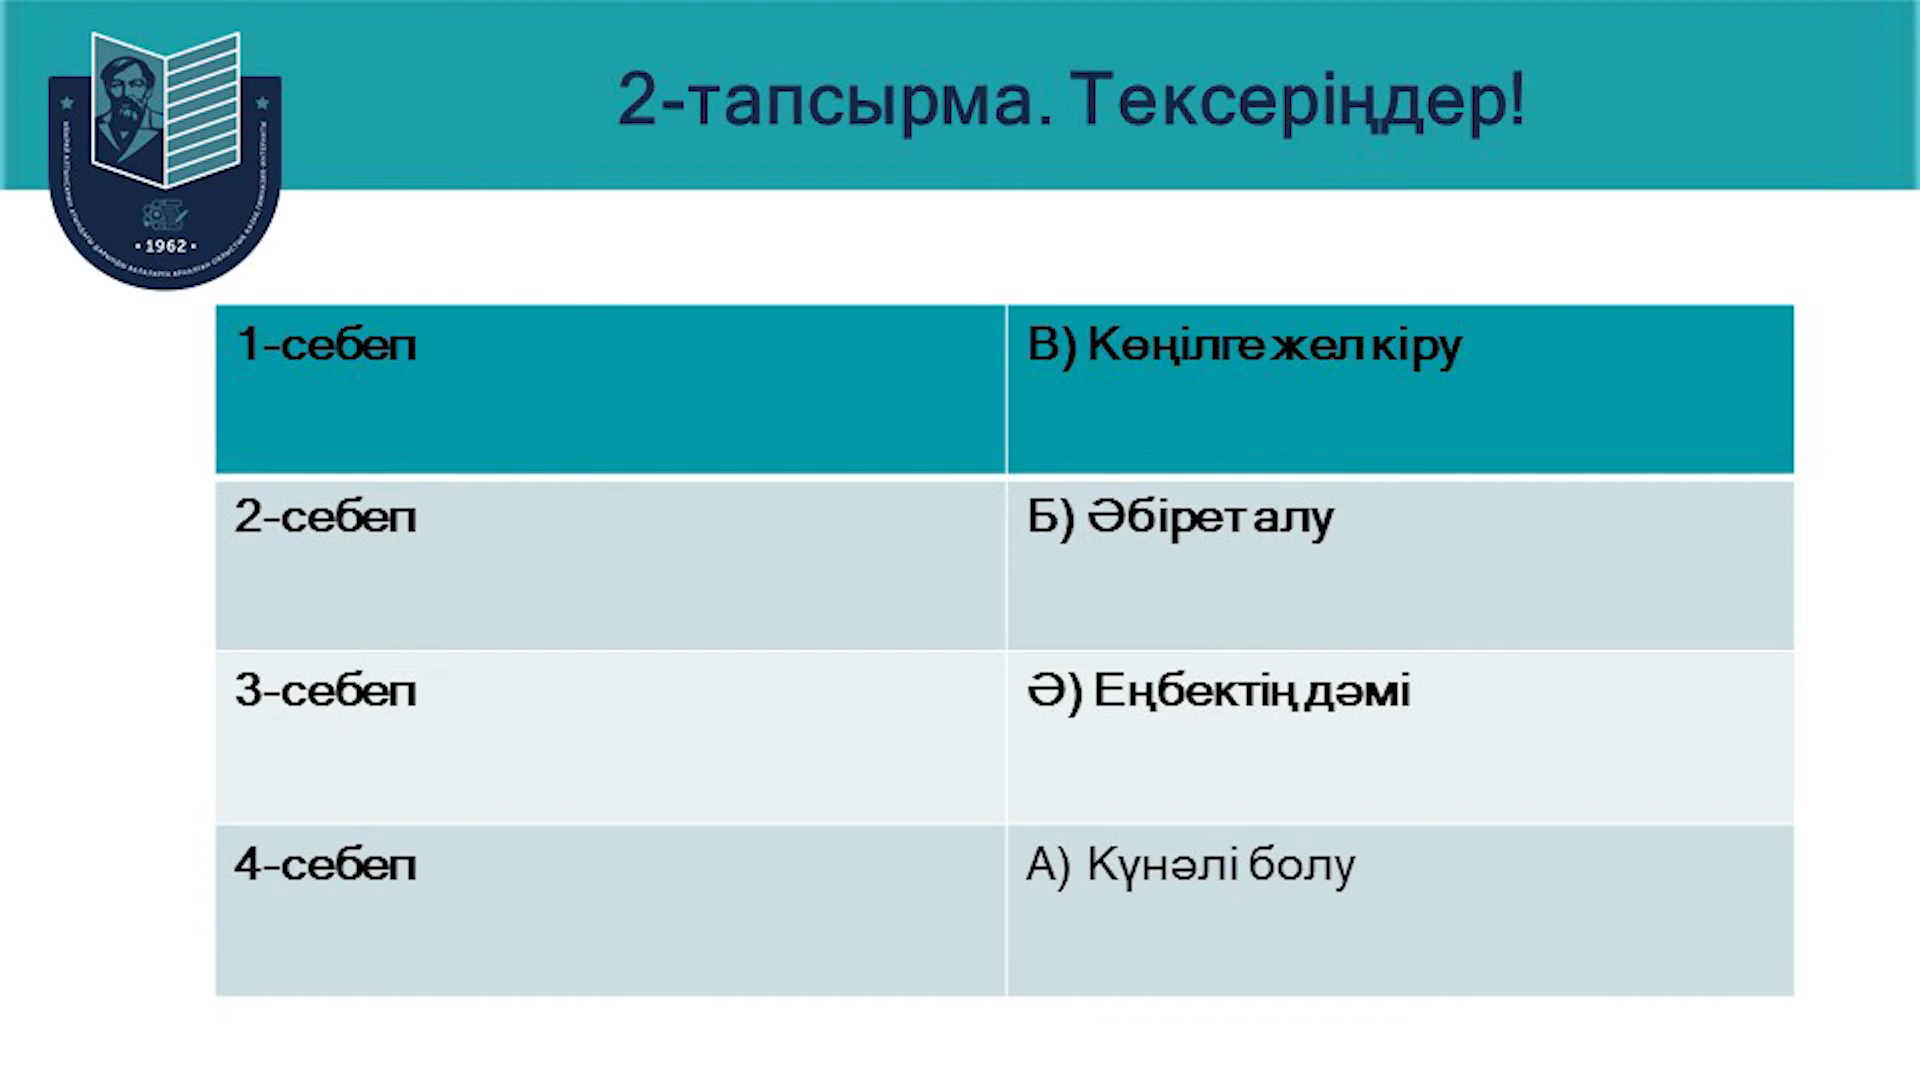 2-тапсырма. Тексеріңдер!
• 1962 •
1-себеп
В) Көңілге жел кіру
2-себеп
Б) Әбірет алу
3-себеп
Ә) Еңбектің дәмі
4-себеп
А) Күнәлі болу